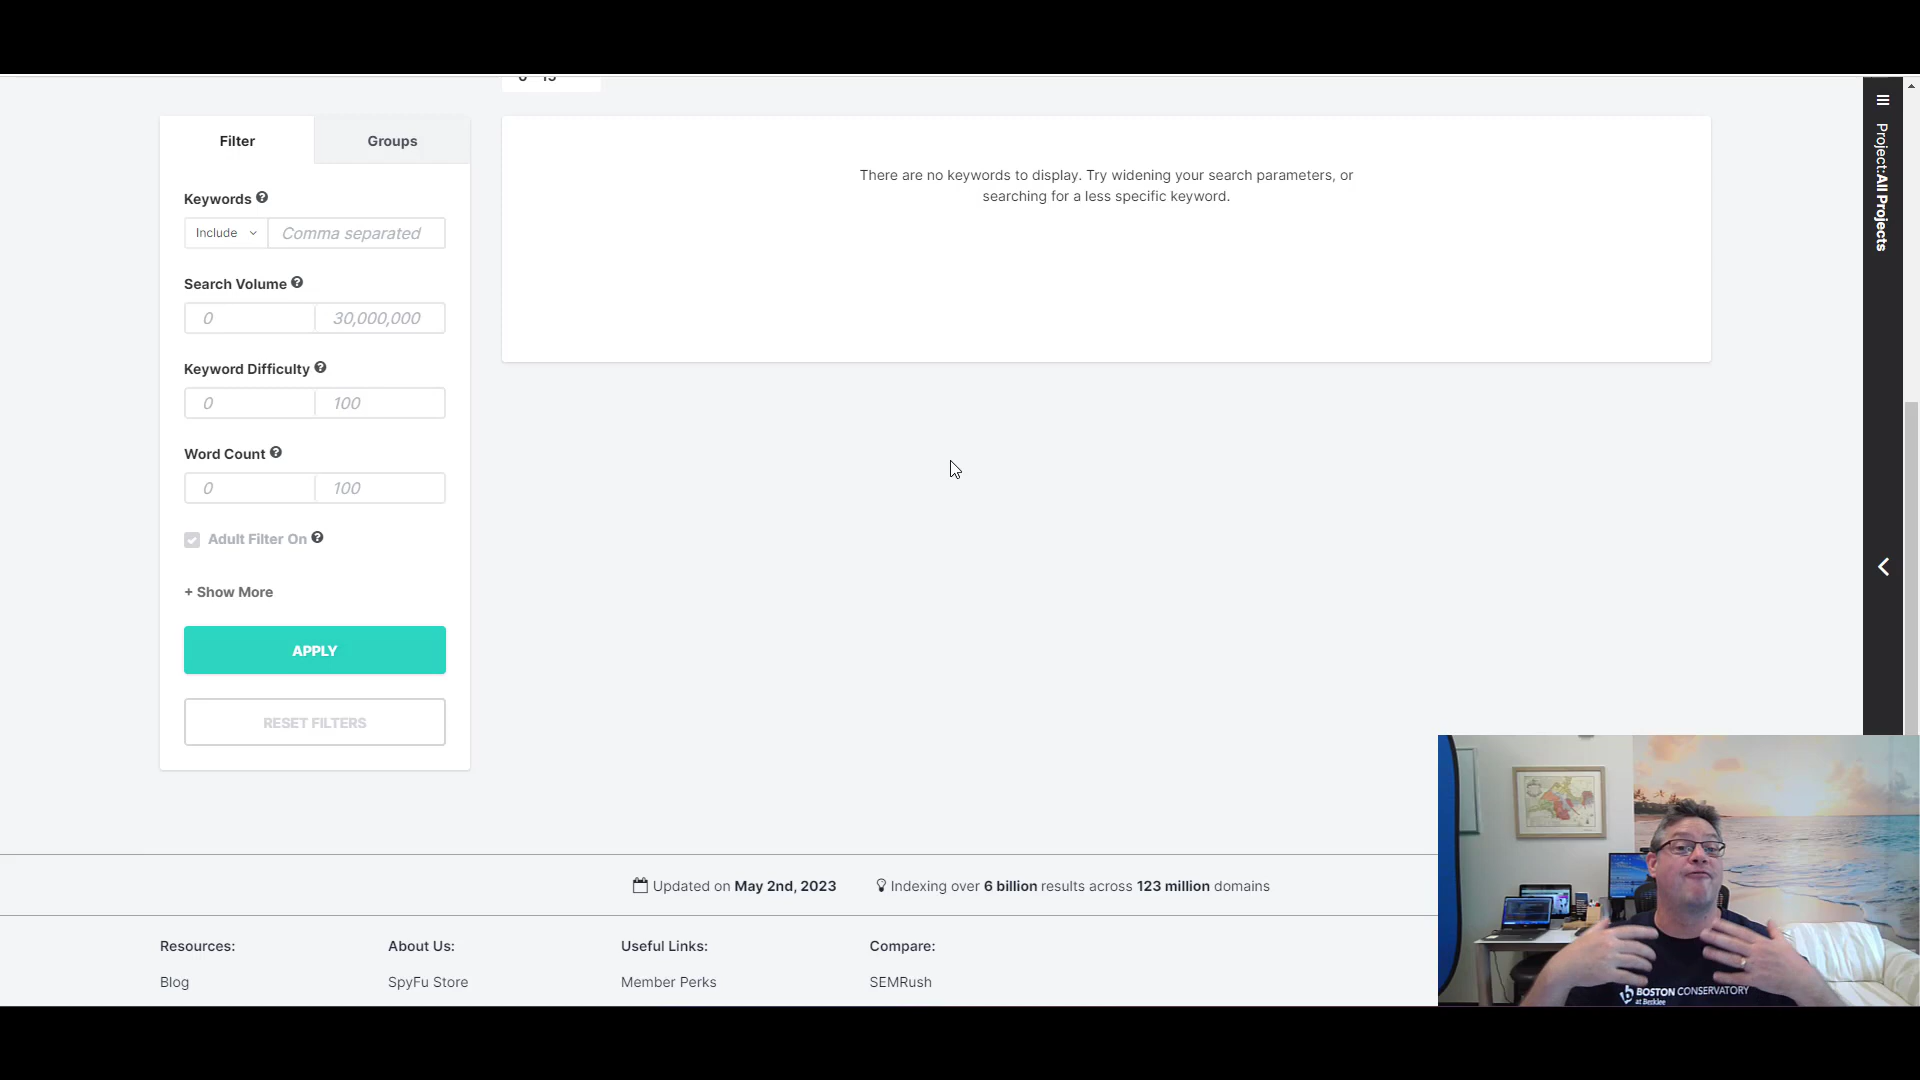 Filter
Groups
Keywords
Include
Comma separated
Search Volume
0
30,000,000
Keyword Difficulty
0
100
Word Count
0
100
Adult Filter On
+ Show More
APPLY
RESET FILTERS
There are no keywords to display. Try widening your search parameters, or
searching for a less specific keyword.
Project:All Projects
Updated on May 2nd, 2023
Indexing over 6 billion results across 123 million domains
Resources:
Blog
About Us:
SpyFu Store
Useful Links:
Member Perks
Compare:
SEMRush
BOSTON CONSERVATORY
at Berklee